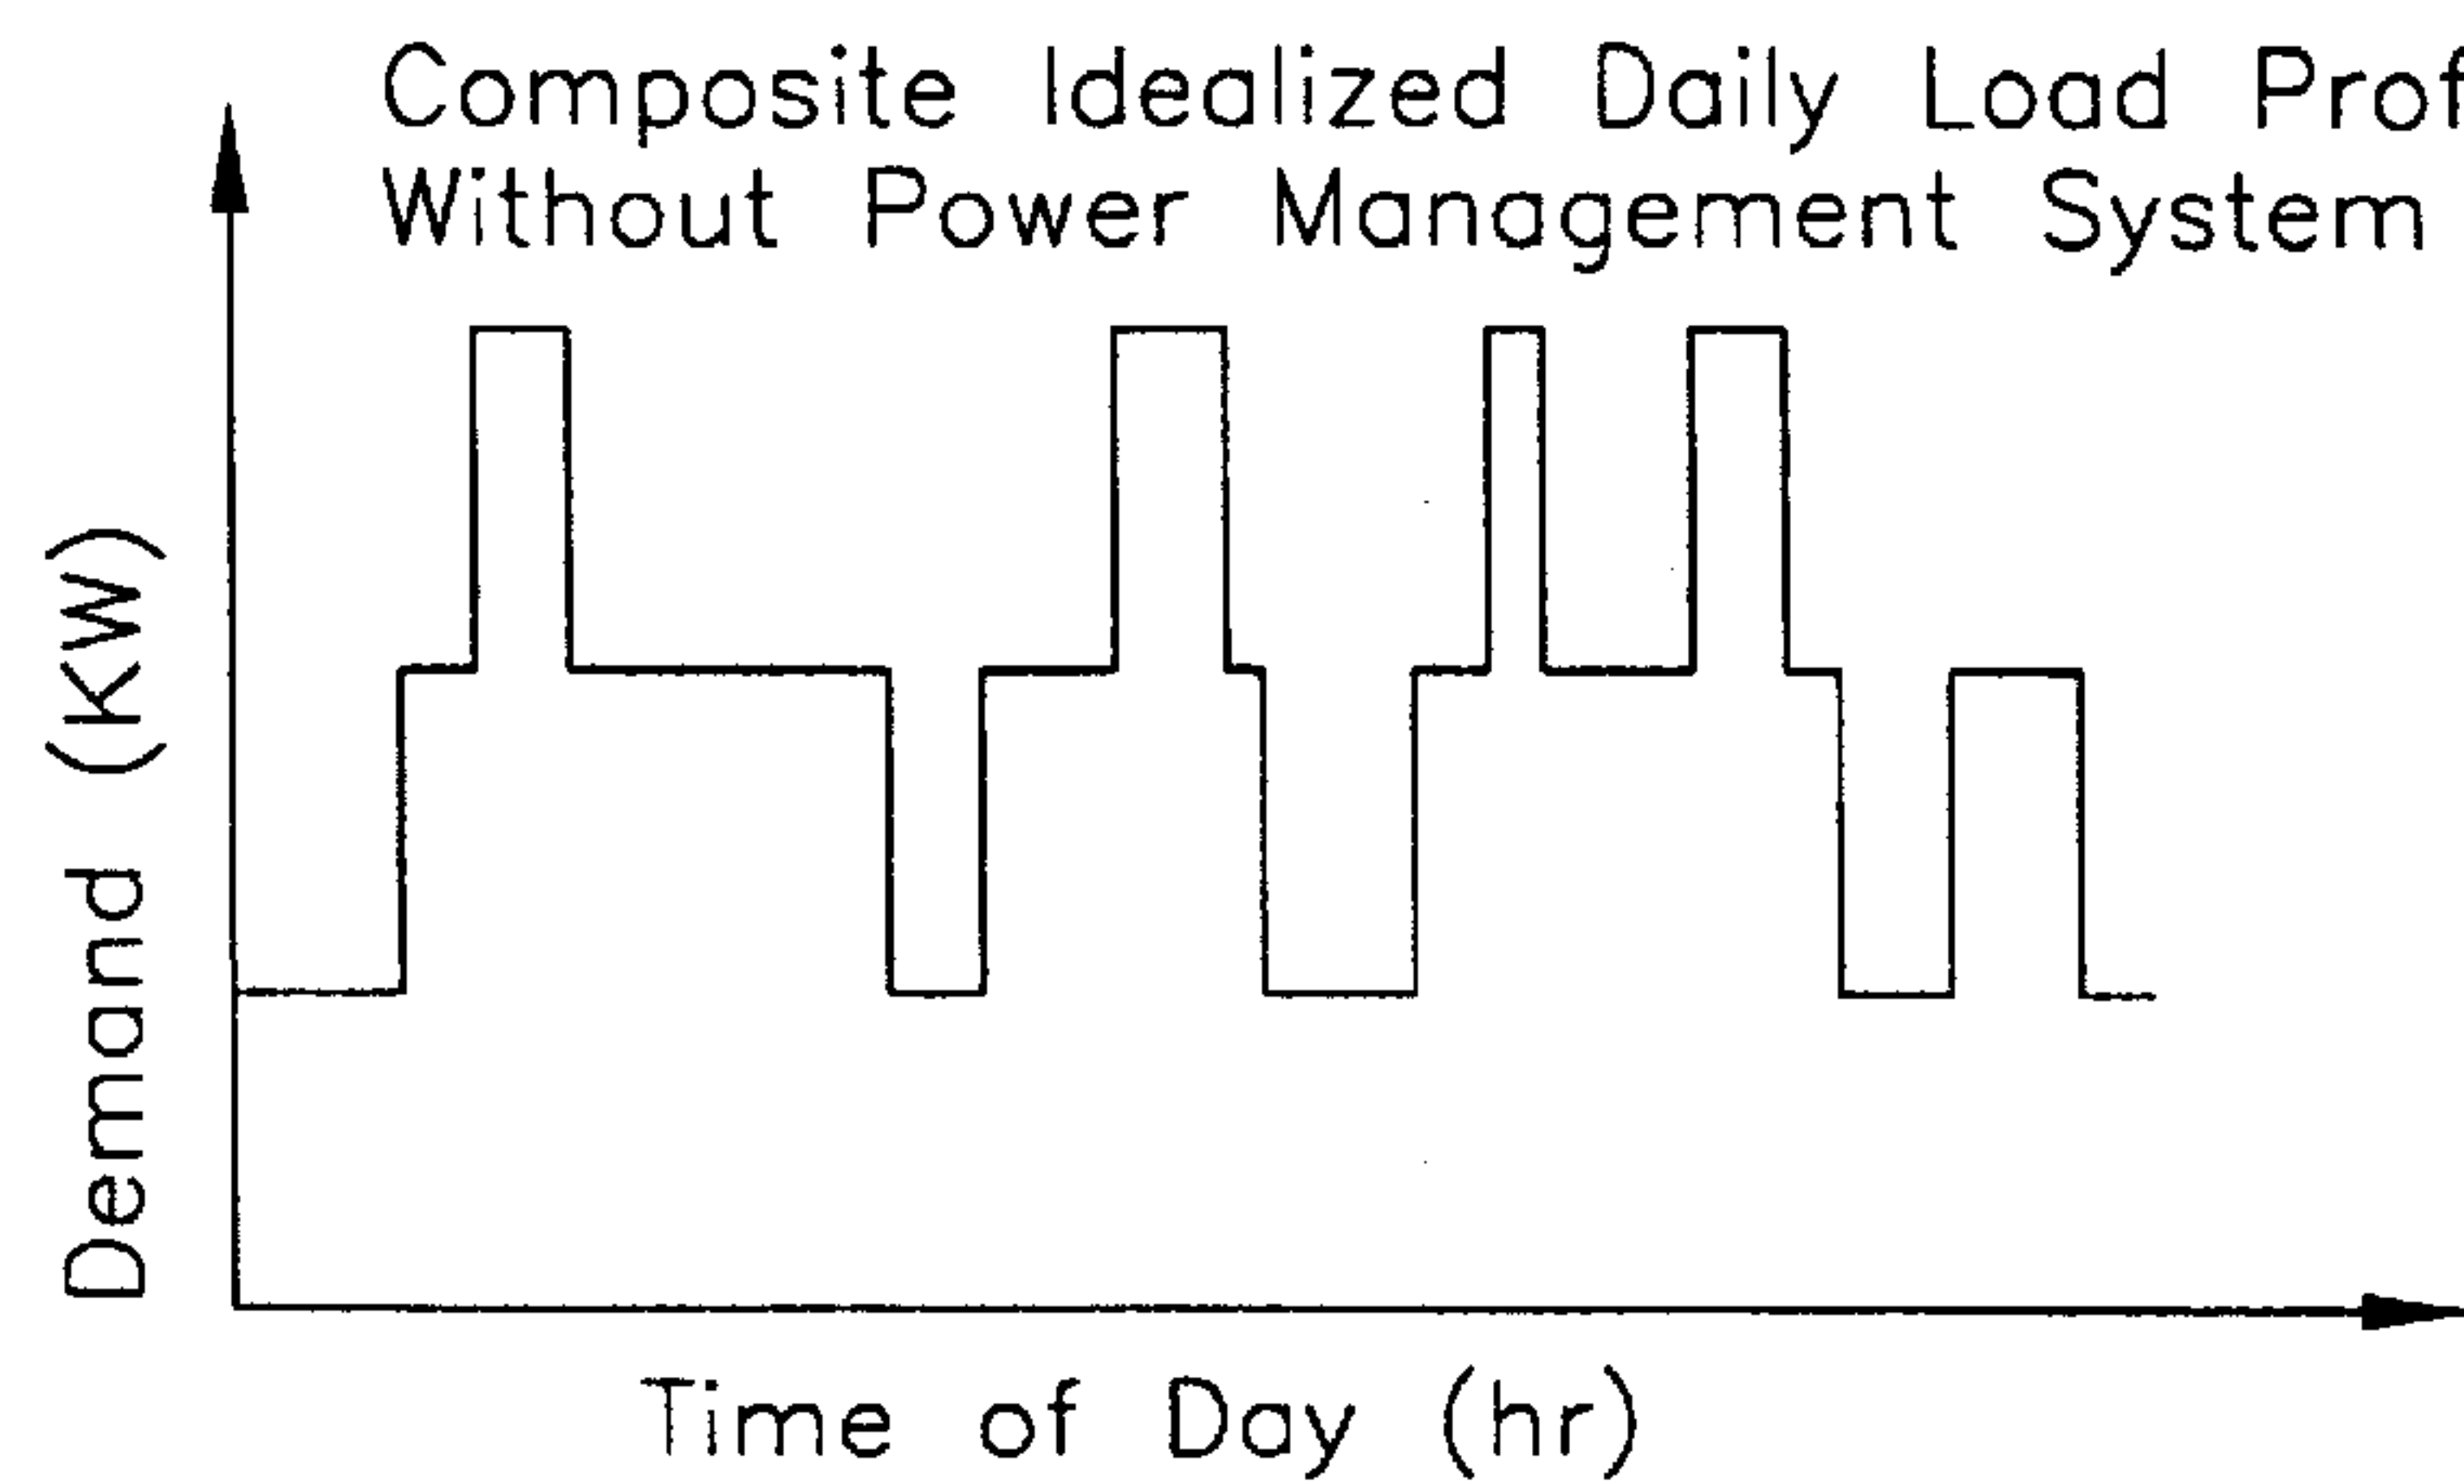 Composite Idealized Daily Load Prof
Without Power Management System
Demand (KW)
Time of Day (hr)